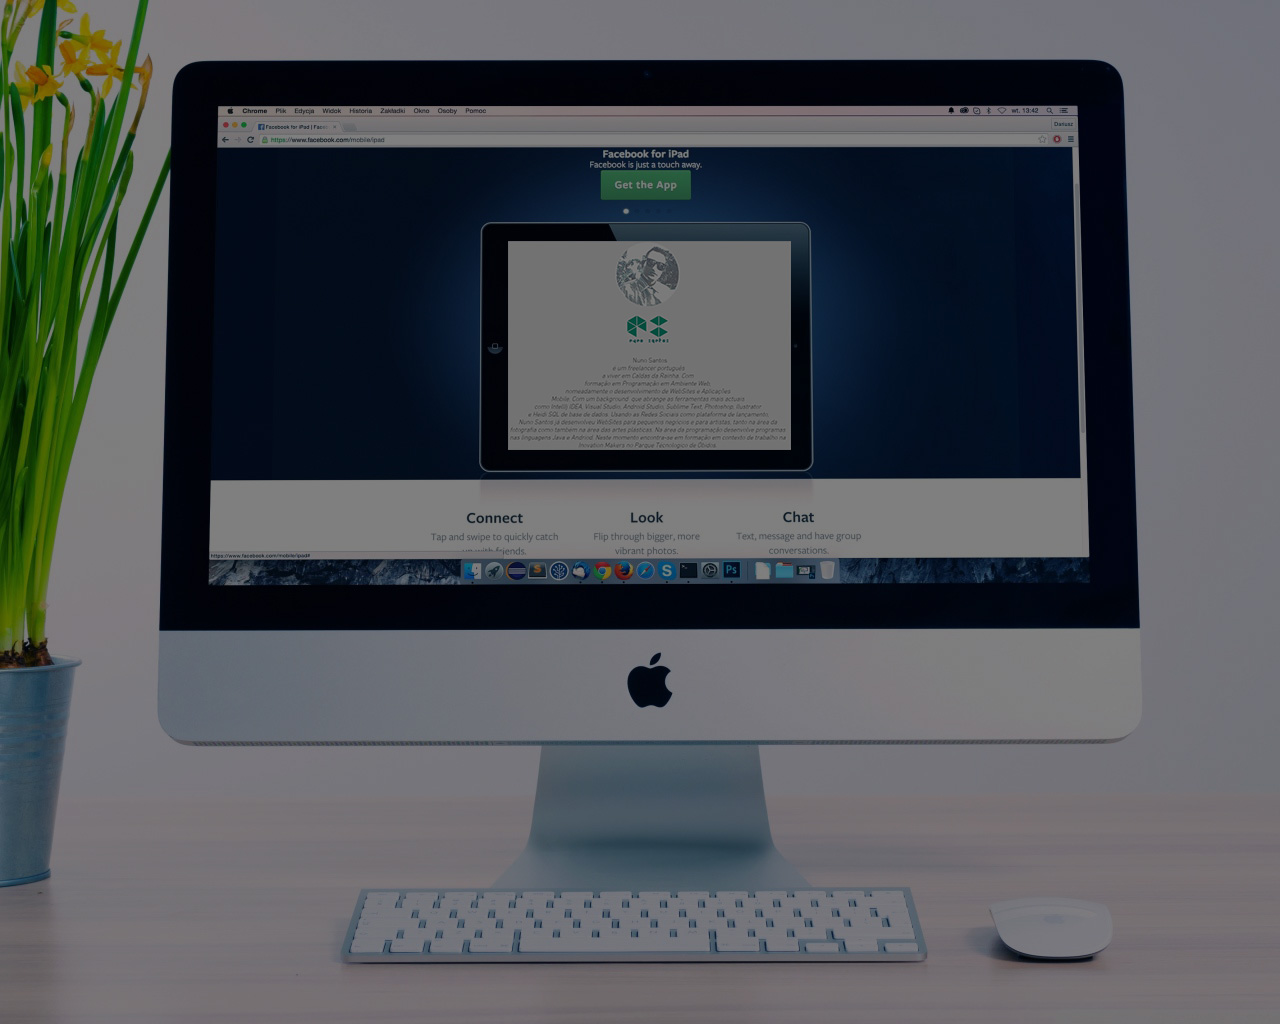 Chrome Plik Edycja Widok Historia Zakładki Okno Osoby Pomoc wt. 13:42
Facebook for iPad | Faceb Dariusz
https://www.facebook.com/mobile/ipad
Facebook for iPad
Facebook is just a touch away.
Get the App
nuno santos
Nuno Santos
é um freelancer português
a viver em Caldas da Rainha. Com
formação em Programação em Ambiente Web,
nomeadamente o desenvolvimento de WebSites e Aplicações
Mobile. Com um background que abrange as ferramentas mais actuais
como Intellij IDEA, Visual Studio, Android Studio, Sublime Text, Photoshop, Ilustrator
e Heidi SQL de base de dados. Usando as Redes Sociais como plataforma de lançamento,
Nuno Santos já desenvolveu WebSites para pequenos negócios e para artistas, tanto na área da
fotografia como também na área das artes plásticas. Na área da programação desenvolve programas
nas linguagens Java e Android. Neste momento encontra-se em formação em contexto de trabalho na
Inovation Makers no Parque Tecnológico de Óbidos.
Connect Look Chat
Tap and swipe to quickly catch Flip through bigger, more Text, message and have group
up with friends. vibrant photos. conversations.
https://www.facebook.com/mobile/ipad#
S Ps